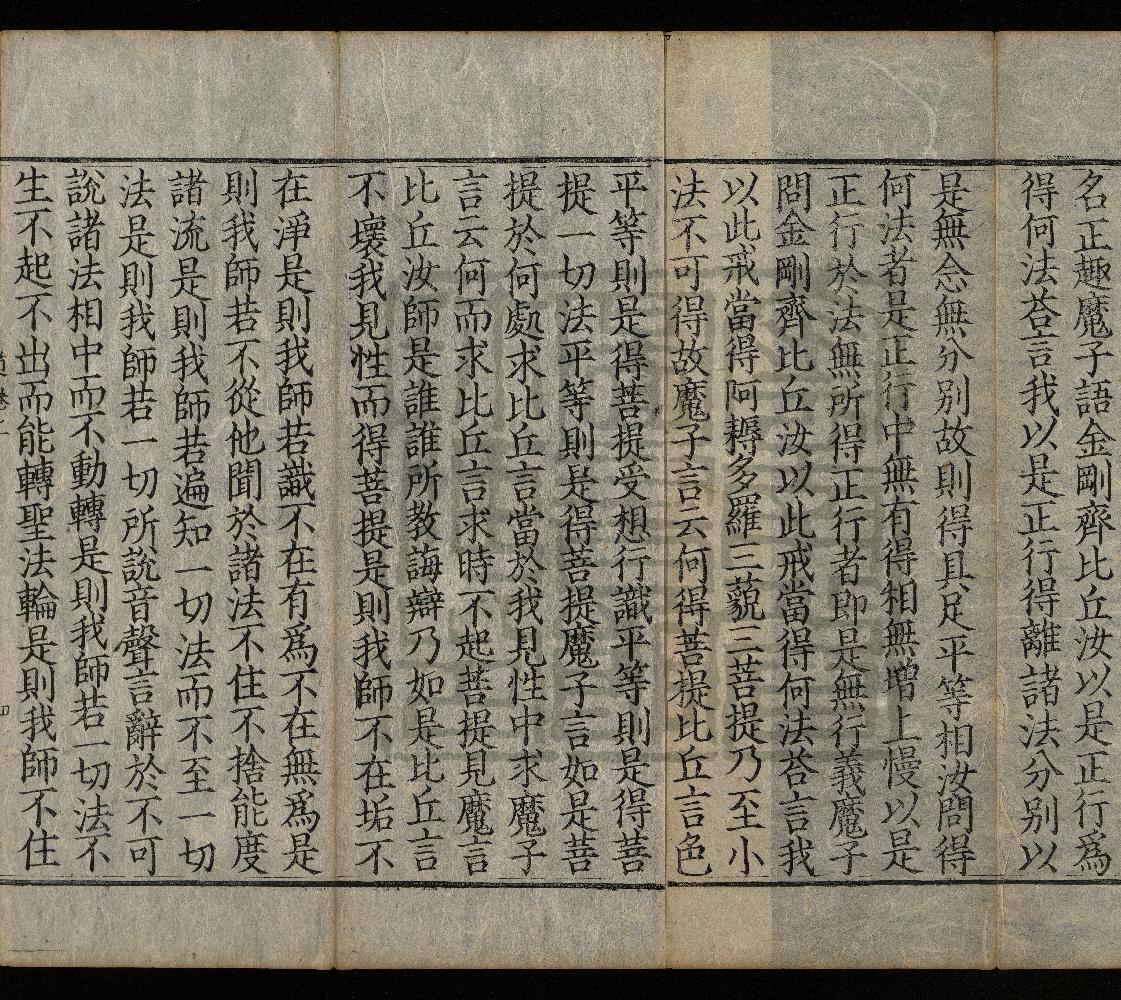 名正趣魔子語金剛齊比丘汝以是正行爲
得何法荅言我以是正行得離諸法分别以
是無念無分别故則得具足平等相汝問得
何法者是正行中無有得相無增上慢以是
正行於法無所得正行者即是無行義魔子
問金剛齊比丘汝以此戒當得何法荅言我
以此戒當得阿耨多羅三藐三菩提乃至小
法不可得故魔子言云何得菩提比丘言色
平等則是得菩提受想行識平等則是得菩
提一切法平等則是得菩提魔子言如是菩
提於何處求比丘言當於我見性中求魔子
言云何而求比丘言求時不起菩提見魔言
比丘汝師是誰誰所教誨辯乃如是比丘言
不壞我見性而得菩提是則我師不在垢不
在淨是則我師若識不在有爲不在無爲是
則我師若不從他聞於諸法不住不捨能度
諸流是則我師若遍知一切法而不至一切
法是則我師若一切所説音聲言辭於不可
説諸法相中而不動轉是則我師若一切法不
生不起不出而能轉聖法輪是則我師不住